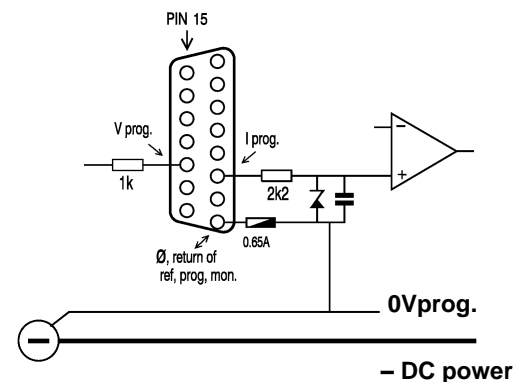 PIN 15
V prog.
I prog.
1k
2k2
0.65A
Ø, return of
ref, prog, mon.
0Vprog.
– DC power